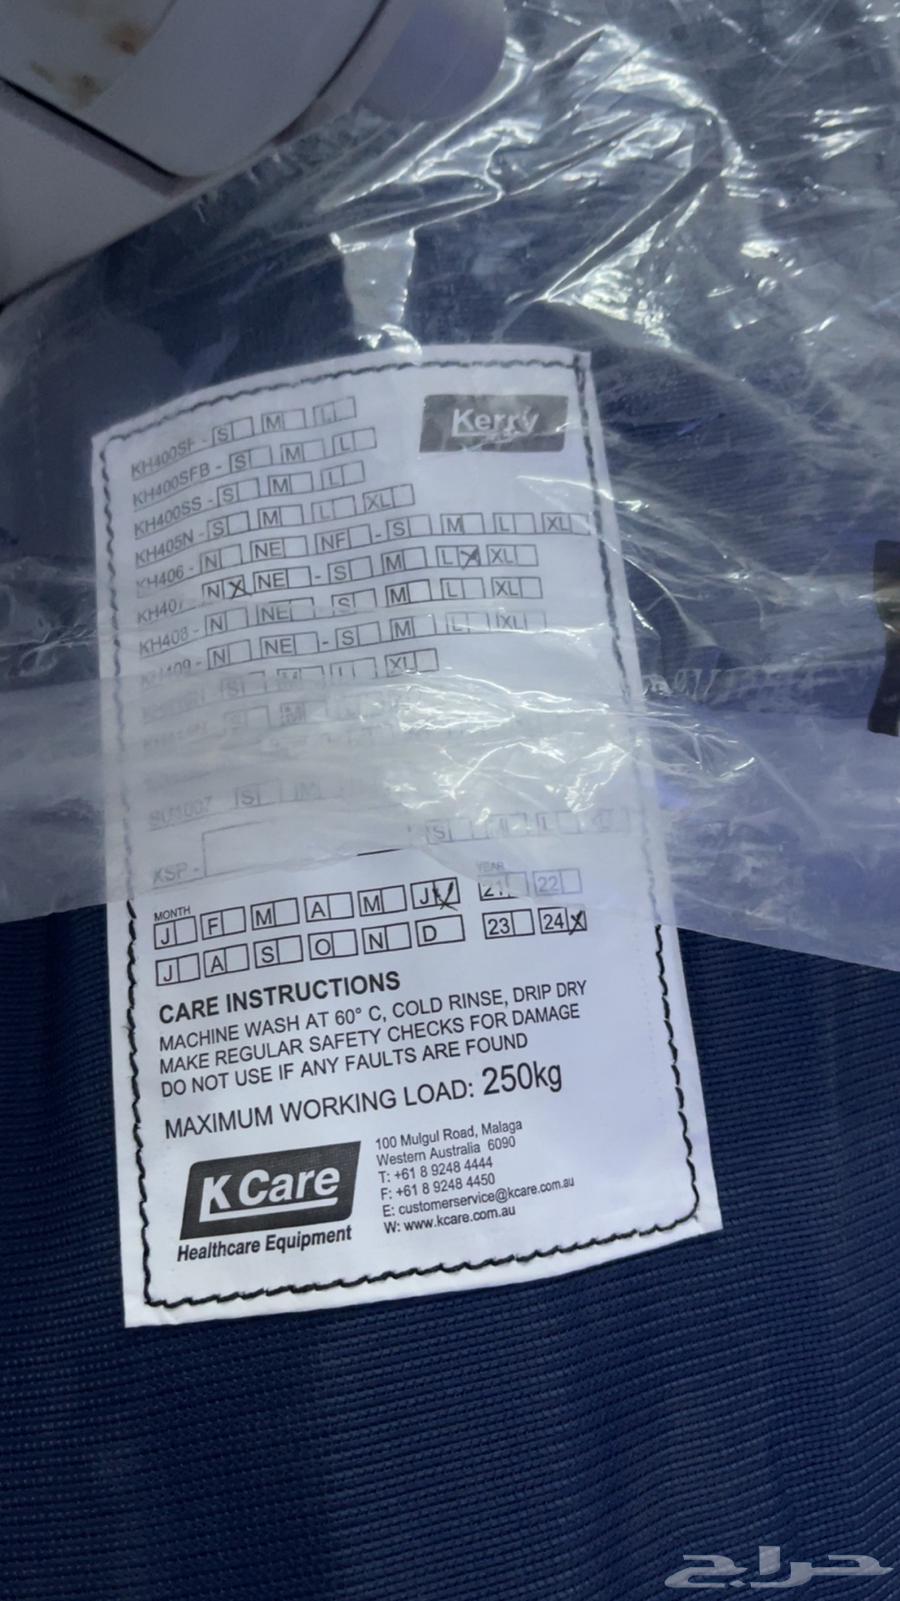 Kerry
KH400SF - S M L
KH400SFB - S M L
KH400SS - S M L
KH405N - S M L XL
KH406 - N NE NF - S M L XL
KH407 N X NE - S M L X XL
KH408 - N NE S M L XL
KH409 - N NE - S M L XL
S M L XL
S M
SU1007 S M
KSP - S L
MONTH YEAR
J F M A M J 21 22
J A S O N D 23 24 X
CARE INSTRUCTIONS
MACHINE WASH AT 60° C, COLD RINSE, DRIP DRY
MAKE REGULAR SAFETY CHECKS FOR DAMAGE
DO NOT USE IF ANY FAULTS ARE FOUND
MAXIMUM WORKING LOAD: 250kg
K Care
Healthcare Equipment
100 Mulgul Road, Malaga
Western Australia 6090
T: +61 8 9248 4444
F: +61 8 9248 4450
E: customerservice@kcare.com.au
W: www.kcare.com.au
حراج